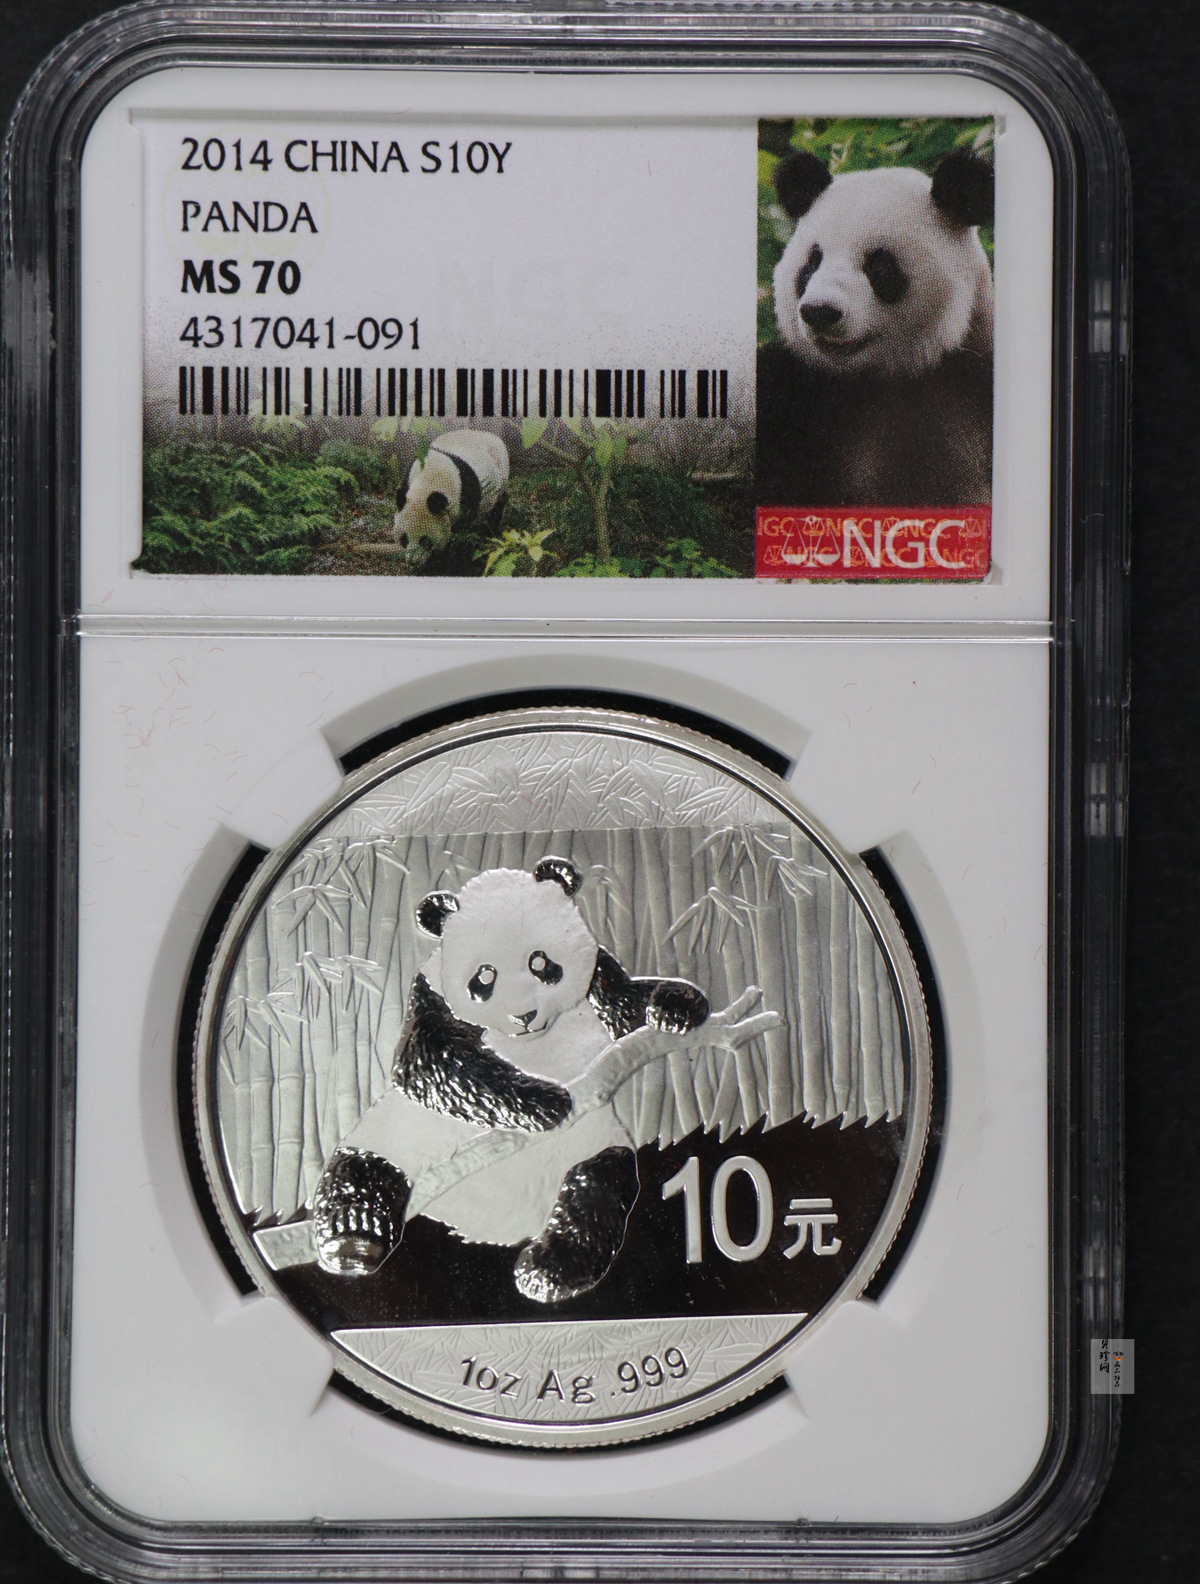 2014 CHINA S10Y
PANDA
MS 70
4317041-091
NGC
10元
1oz Ag .999